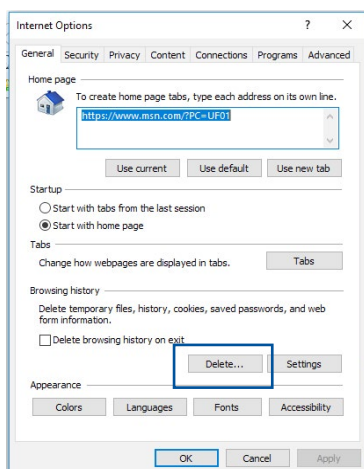 Internet Options ? X
General Security Privacy Content Connections Programs Advanced
Home page
To create home page tabs, type each address on its own line.
https://www.msn.com/?PC=UF01
Use current Use default Use new tab
Startup
Start with tabs from the last session
Start with home page
Tabs
Change how webpages are displayed in tabs. Tabs
Browsing history
Delete temporary files, history, cookies, saved passwords, and web
form information.
Delete browsing history on exit
Delete... Settings
Appearance
Colors Languages Fonts Accessibility
OK Cancel Apply